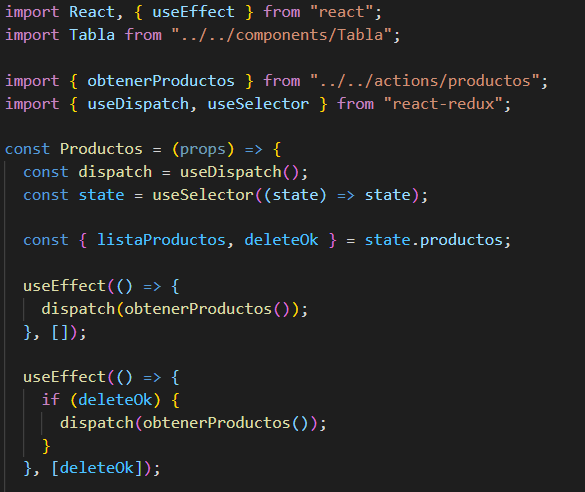 import React, { useEffect } from "react";
import Tabla from "../../components/Tabla";
import { obtenerProductos } from "../../actions/productos";
import { useDispatch, useSelector } from "react-redux";
const Productos = (props) => {
const dispatch = useDispatch();
const state = useSelector((state) => state);
const { listaProductos, deleteOk } = state.productos;
useEffect(() => {
dispatch(obtenerProductos());
}, []);
useEffect(() => {
if (deleteOk) {
dispatch(obtenerProductos());
}
}, [deleteOk]);